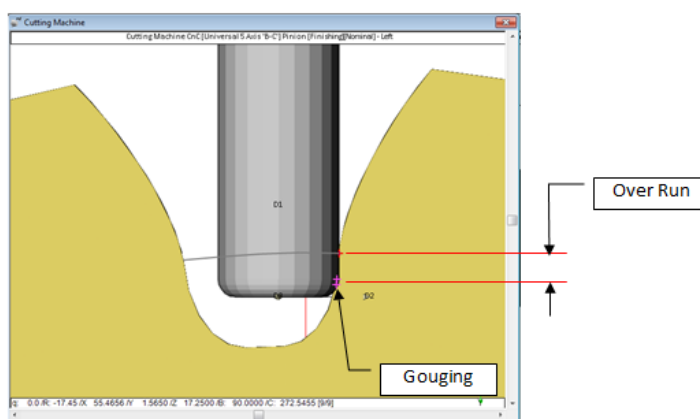 Cutting Machine
Cutting Machine CnC [Universal 5 Axis "B-C"] Pinion [Finishing][Nominal] - Left
D1
Over Run
D2
Gouging
q: 0.0 /R: -17.45 /X 55.4656 /Y 1.5650 /Z 17.2500 /B: 90.0000 /C: 272.5455 [9/9]